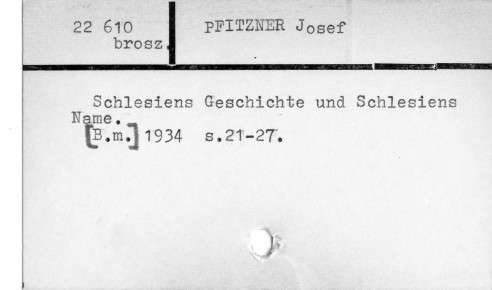 22 610
brosz.
PFITZNER Josef
Schlesiens Geschichte und Schlesiens
Name.
[B.m.] 1934 s.21-27.